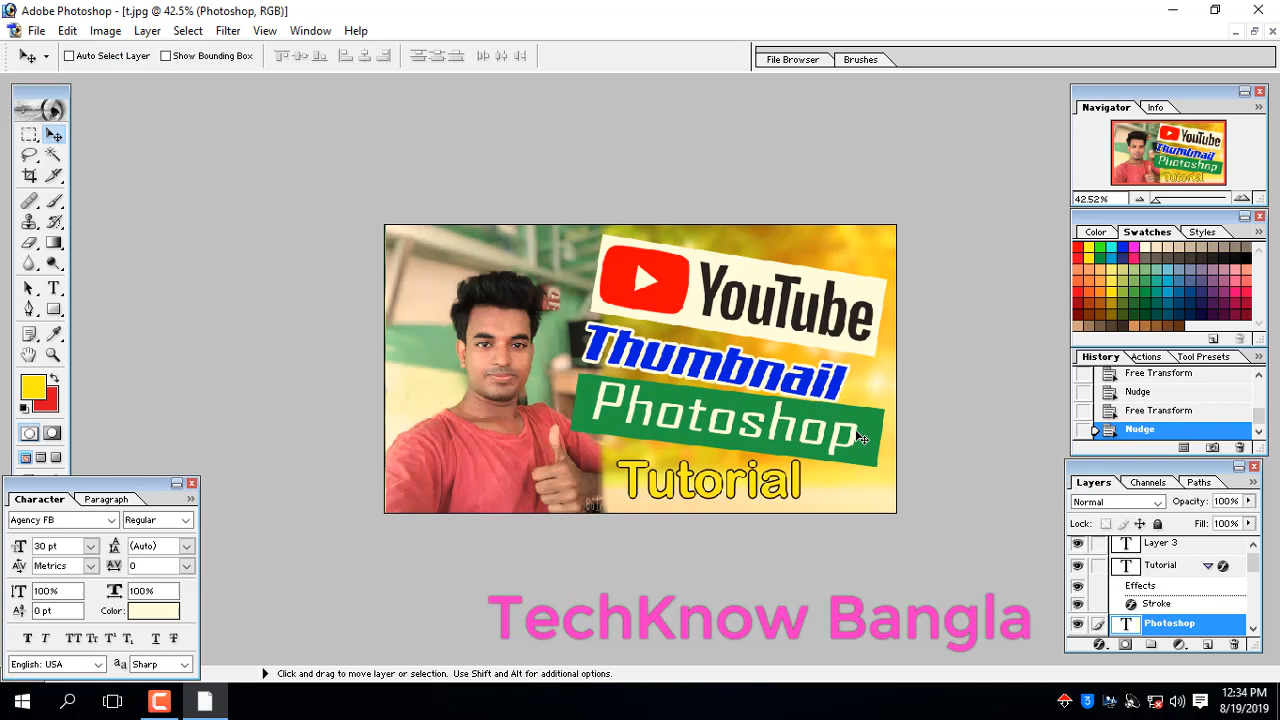 Adobe Photoshop - [t.jpg @ 42.5% (Photoshop, RGB)]
File Edit Image Layer Select Filter View Window Help
Auto Select Layer Show Bounding Box
File Browser Brushes
Navigator Info
YouTube
Thumbnail
Photoshop
Tutorial
42.52%
Color Swatches Styles
YouTube
Thumbnail
Photoshop
Tutorial
History Actions Tool Presets
Free Transform
Nudge
Free Transform
Nudge
Layers Channels Paths
Normal Opacity: 100%
Lock: Fill: 100%
Layer 3
Tutorial
Effects
Stroke
Photoshop
Character Paragraph
Agency FB Regular
30 pt (Auto)
Metrics 0
100% 100%
0 pt Color:
English: USA Sharp
TechKnow Bangla
Click and drag to move layer or selection. Use Shift and Alt for additional options.
12:34 PM
8/19/2019